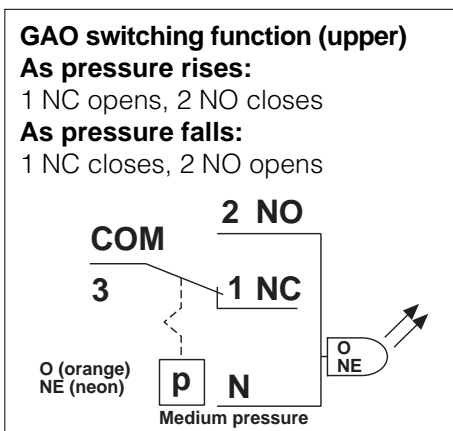 GAO switching function (upper)
As pressure rises:
1 NC opens, 2 NO closes
As pressure falls:
1 NC closes, 2 NO opens
2 NO
COM
3
1 NC
O
NE
O (orange)
NE (neon)
p
N
Medium pressure